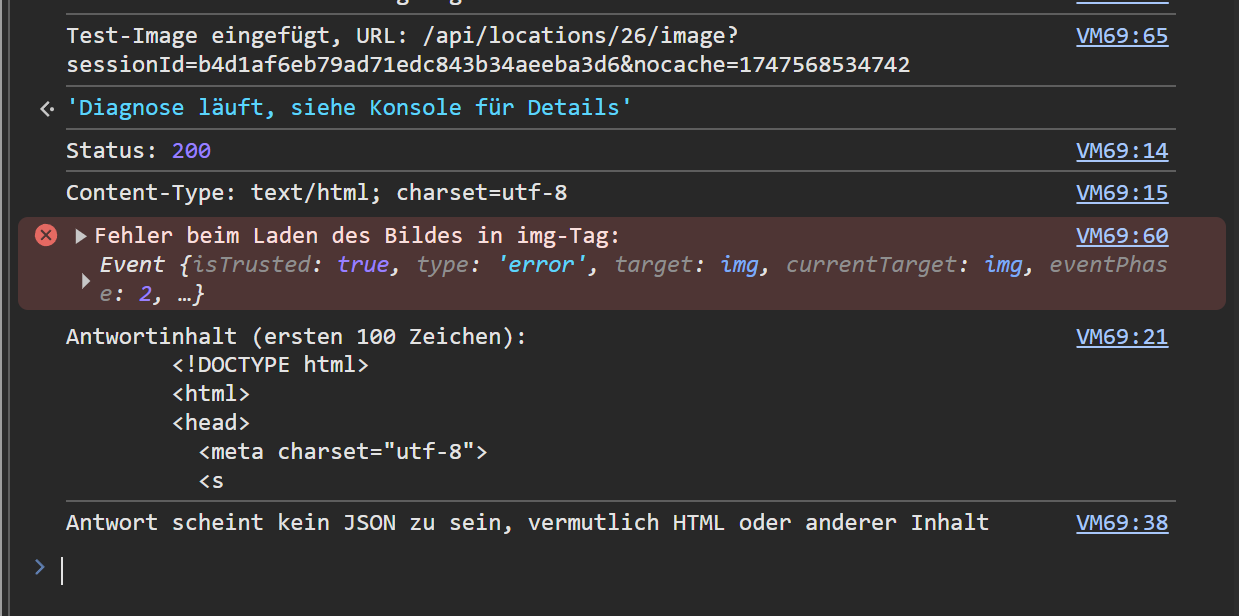 Test-Image eingefügt, URL: /api/locations/26/image? VM69:65
sessionId=b4d1af6eb79ad71edc843b34aeeba3d6&nocache=1747568534742
'Diagnose läuft, siehe Konsole für Details'
Status: 200 VM69:14
Content-Type: text/html; charset=utf-8 VM69:15
Fehler beim Laden des Bildes in img-Tag: VM69:60
Event {isTrusted: true, type: 'error', target: img, currentTarget: img, eventPhas
e: 2, …}
Antwortinhalt (ersten 100 Zeichen): VM69:21
<!DOCTYPE html>
<html>
<head>
<meta charset="utf-8">
<s
Antwort scheint kein JSON zu sein, vermutlich HTML oder anderer Inhalt VM69:38